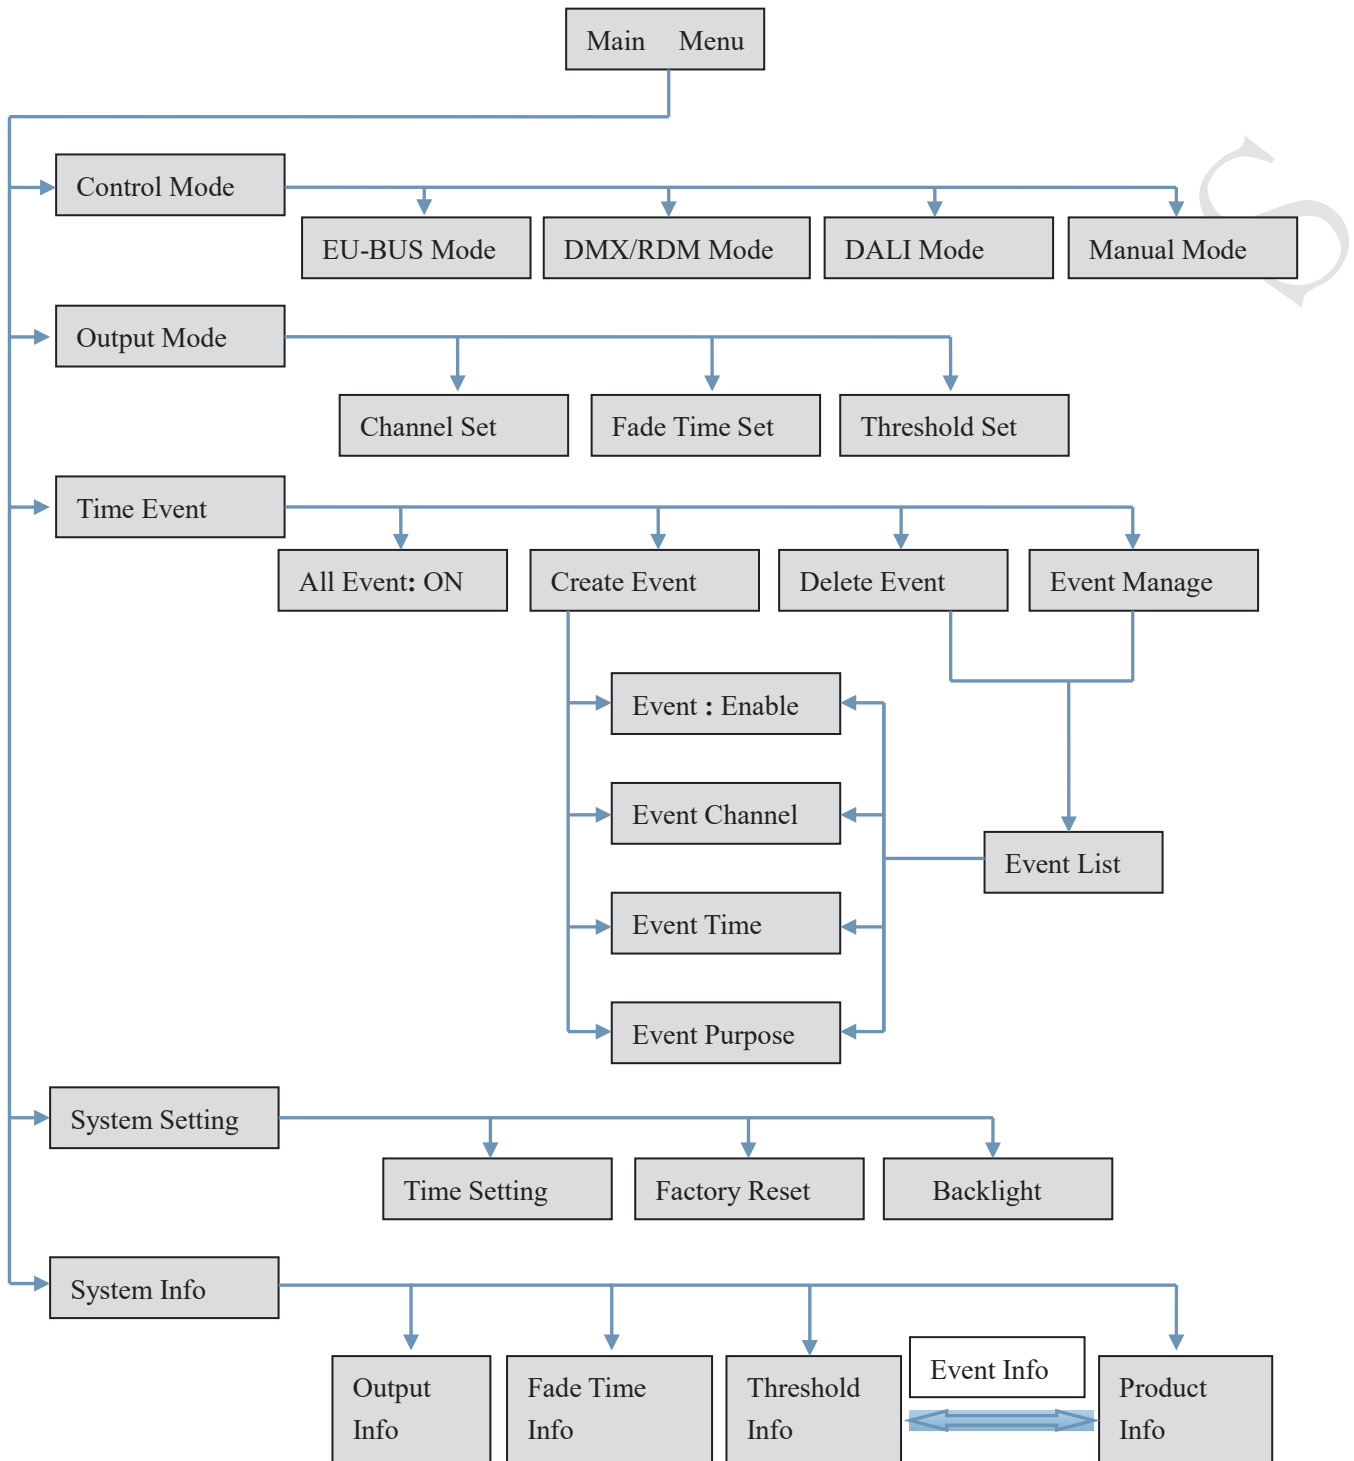 Main Menu
Control Mode
EU-BUS Mode
DMX/RDM Mode
DALI Mode
Manual Mode
Output Mode
Channel Set
Fade Time Set
Threshold Set
Time Event
All Event: ON
Create Event
Delete Event
Event Manage
Event : Enable
Event Channel
Event List
Event Time
Event Purpose
System Setting
Time Setting
Factory Reset
Backlight
System Info
Output
Info
Fade Time
Info
Threshold
Info
Event Info
Product
Info
S